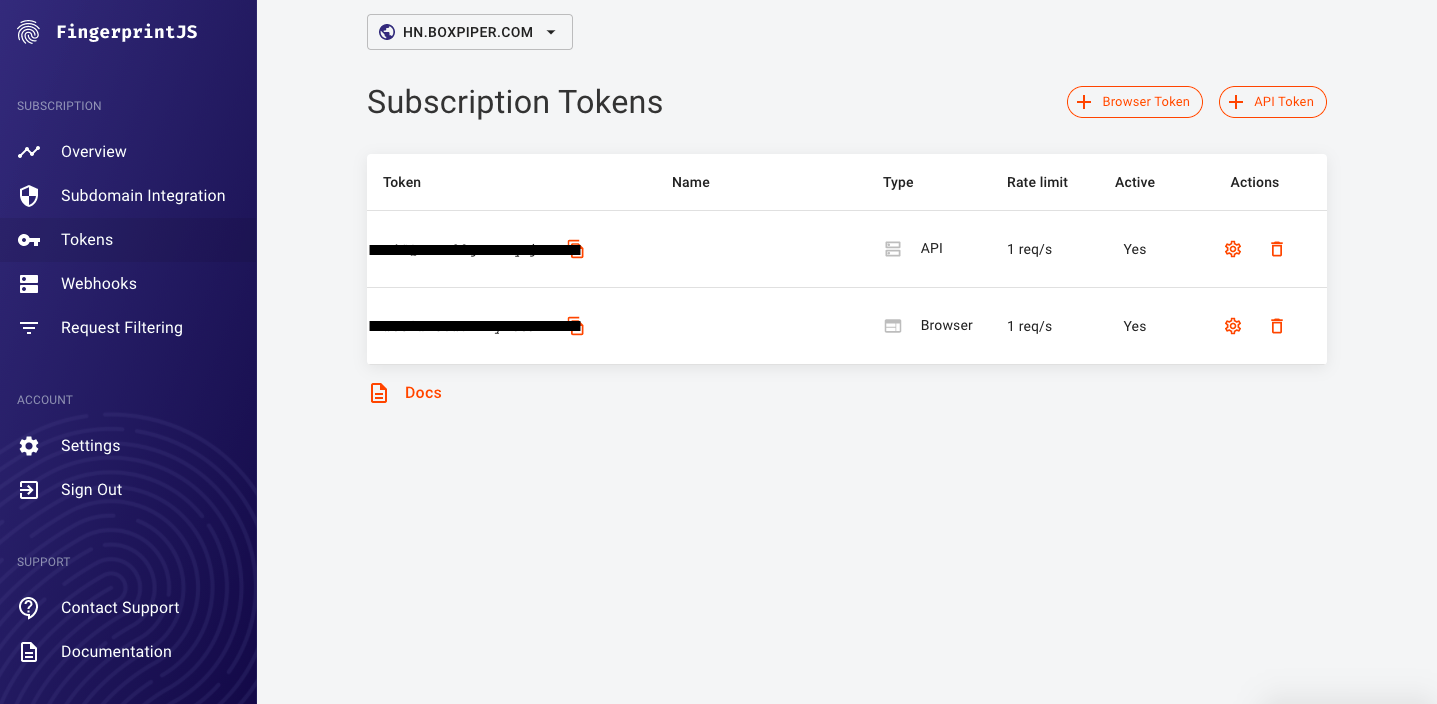 FingerprintJS
SUBSCRIPTION
Overview
Subdomain Integration
Tokens
Webhooks
Request Filtering
ACCOUNT
Settings
Sign Out
SUPPORT
Contact Support
Documentation
HN.BOXPIPER.COM
Subscription Tokens
Browser Token
API Token
Token Name Type Rate limit Active Actions
API 1 req/s Yes
Browser 1 req/s Yes
Docs